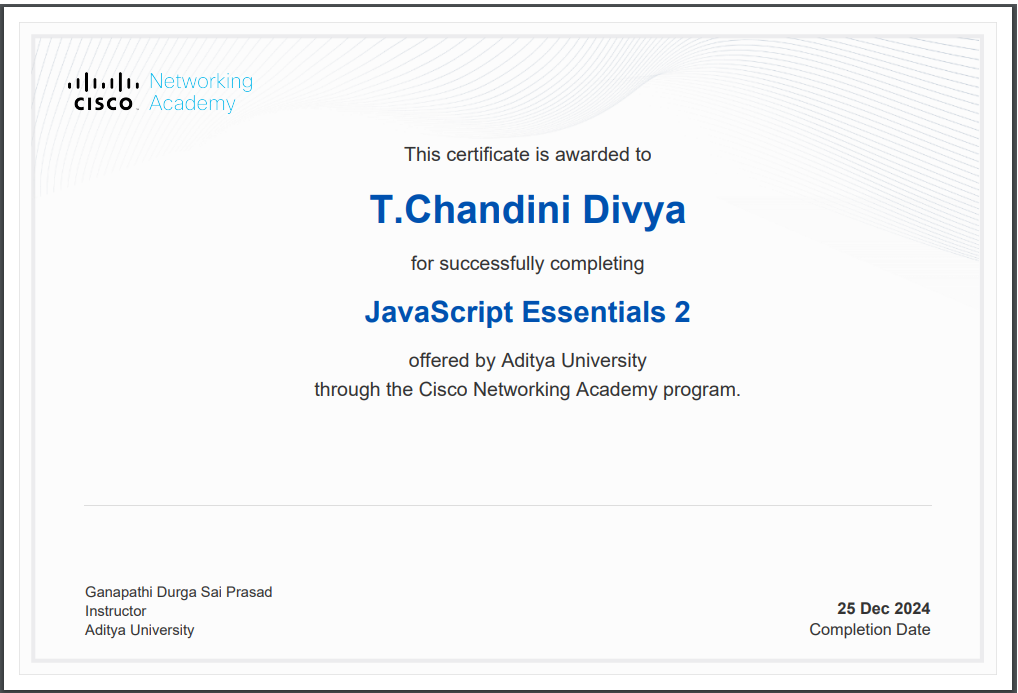 Networking
CISCO Academy
This certificate is awarded to
T.Chandini Divya
for successfully completing
JavaScript Essentials 2
offered by Aditya University
through the Cisco Networking Academy program.
Ganapathi Durga Sai Prasad
Instructor
Aditya University
25 Dec 2024
Completion Date